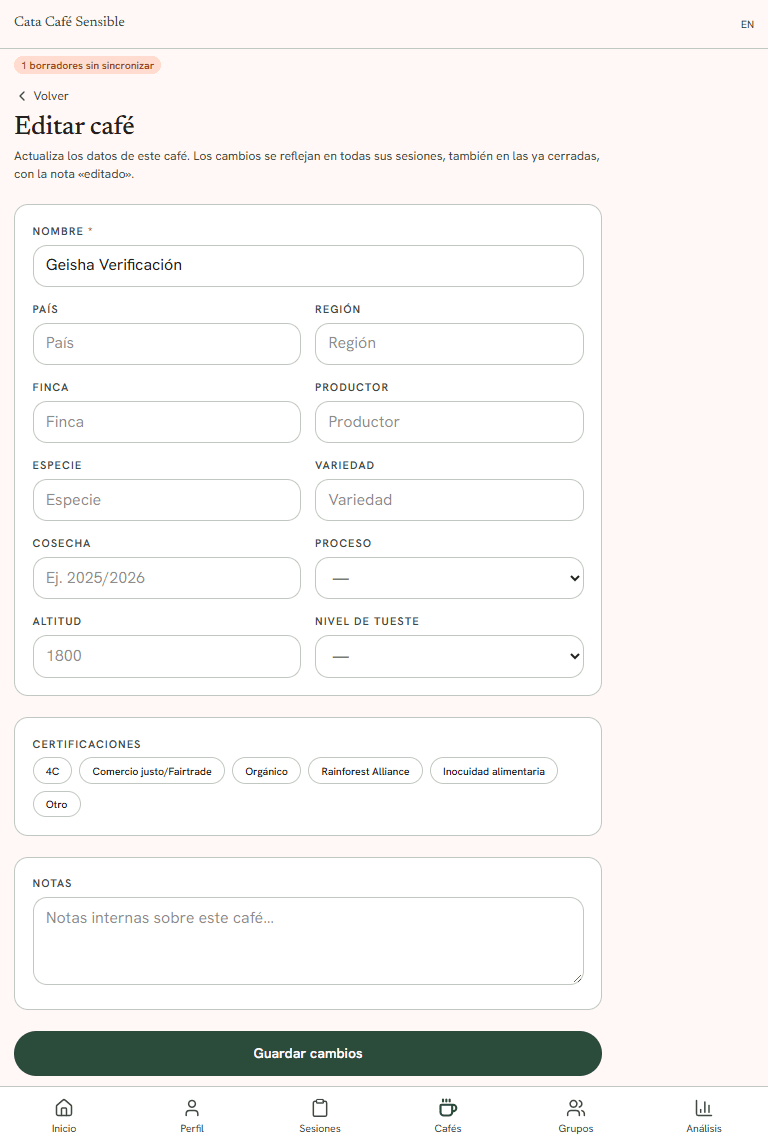 Cata Café Sensible
EN
1 borradores sin sincronizar
Volver
Editar café
Actualiza los datos de este café. Los cambios se reflejan en todas sus sesiones, también en las ya cerradas,
con la nota «editado».
NOMBRE *
Geisha Verificación
PAÍS
REGIÓN
País
Región
FINCA
PRODUCTOR
Finca
Productor
ESPECIE
VARIEDAD
Especie
Variedad
COSECHA
PROCESO
Ej. 2025/2026
—
ALTITUD
NIVEL DE TUESTE
1800
—
CERTIFICACIONES
4C
Comercio justo/Fairtrade
Orgánico
Rainforest Alliance
Inocuidad alimentaria
Otro
NOTAS
Notas internas sobre este café...
Guardar cambios
Inicio
Perfil
Sesiones
Cafés
Grupos
Análisis